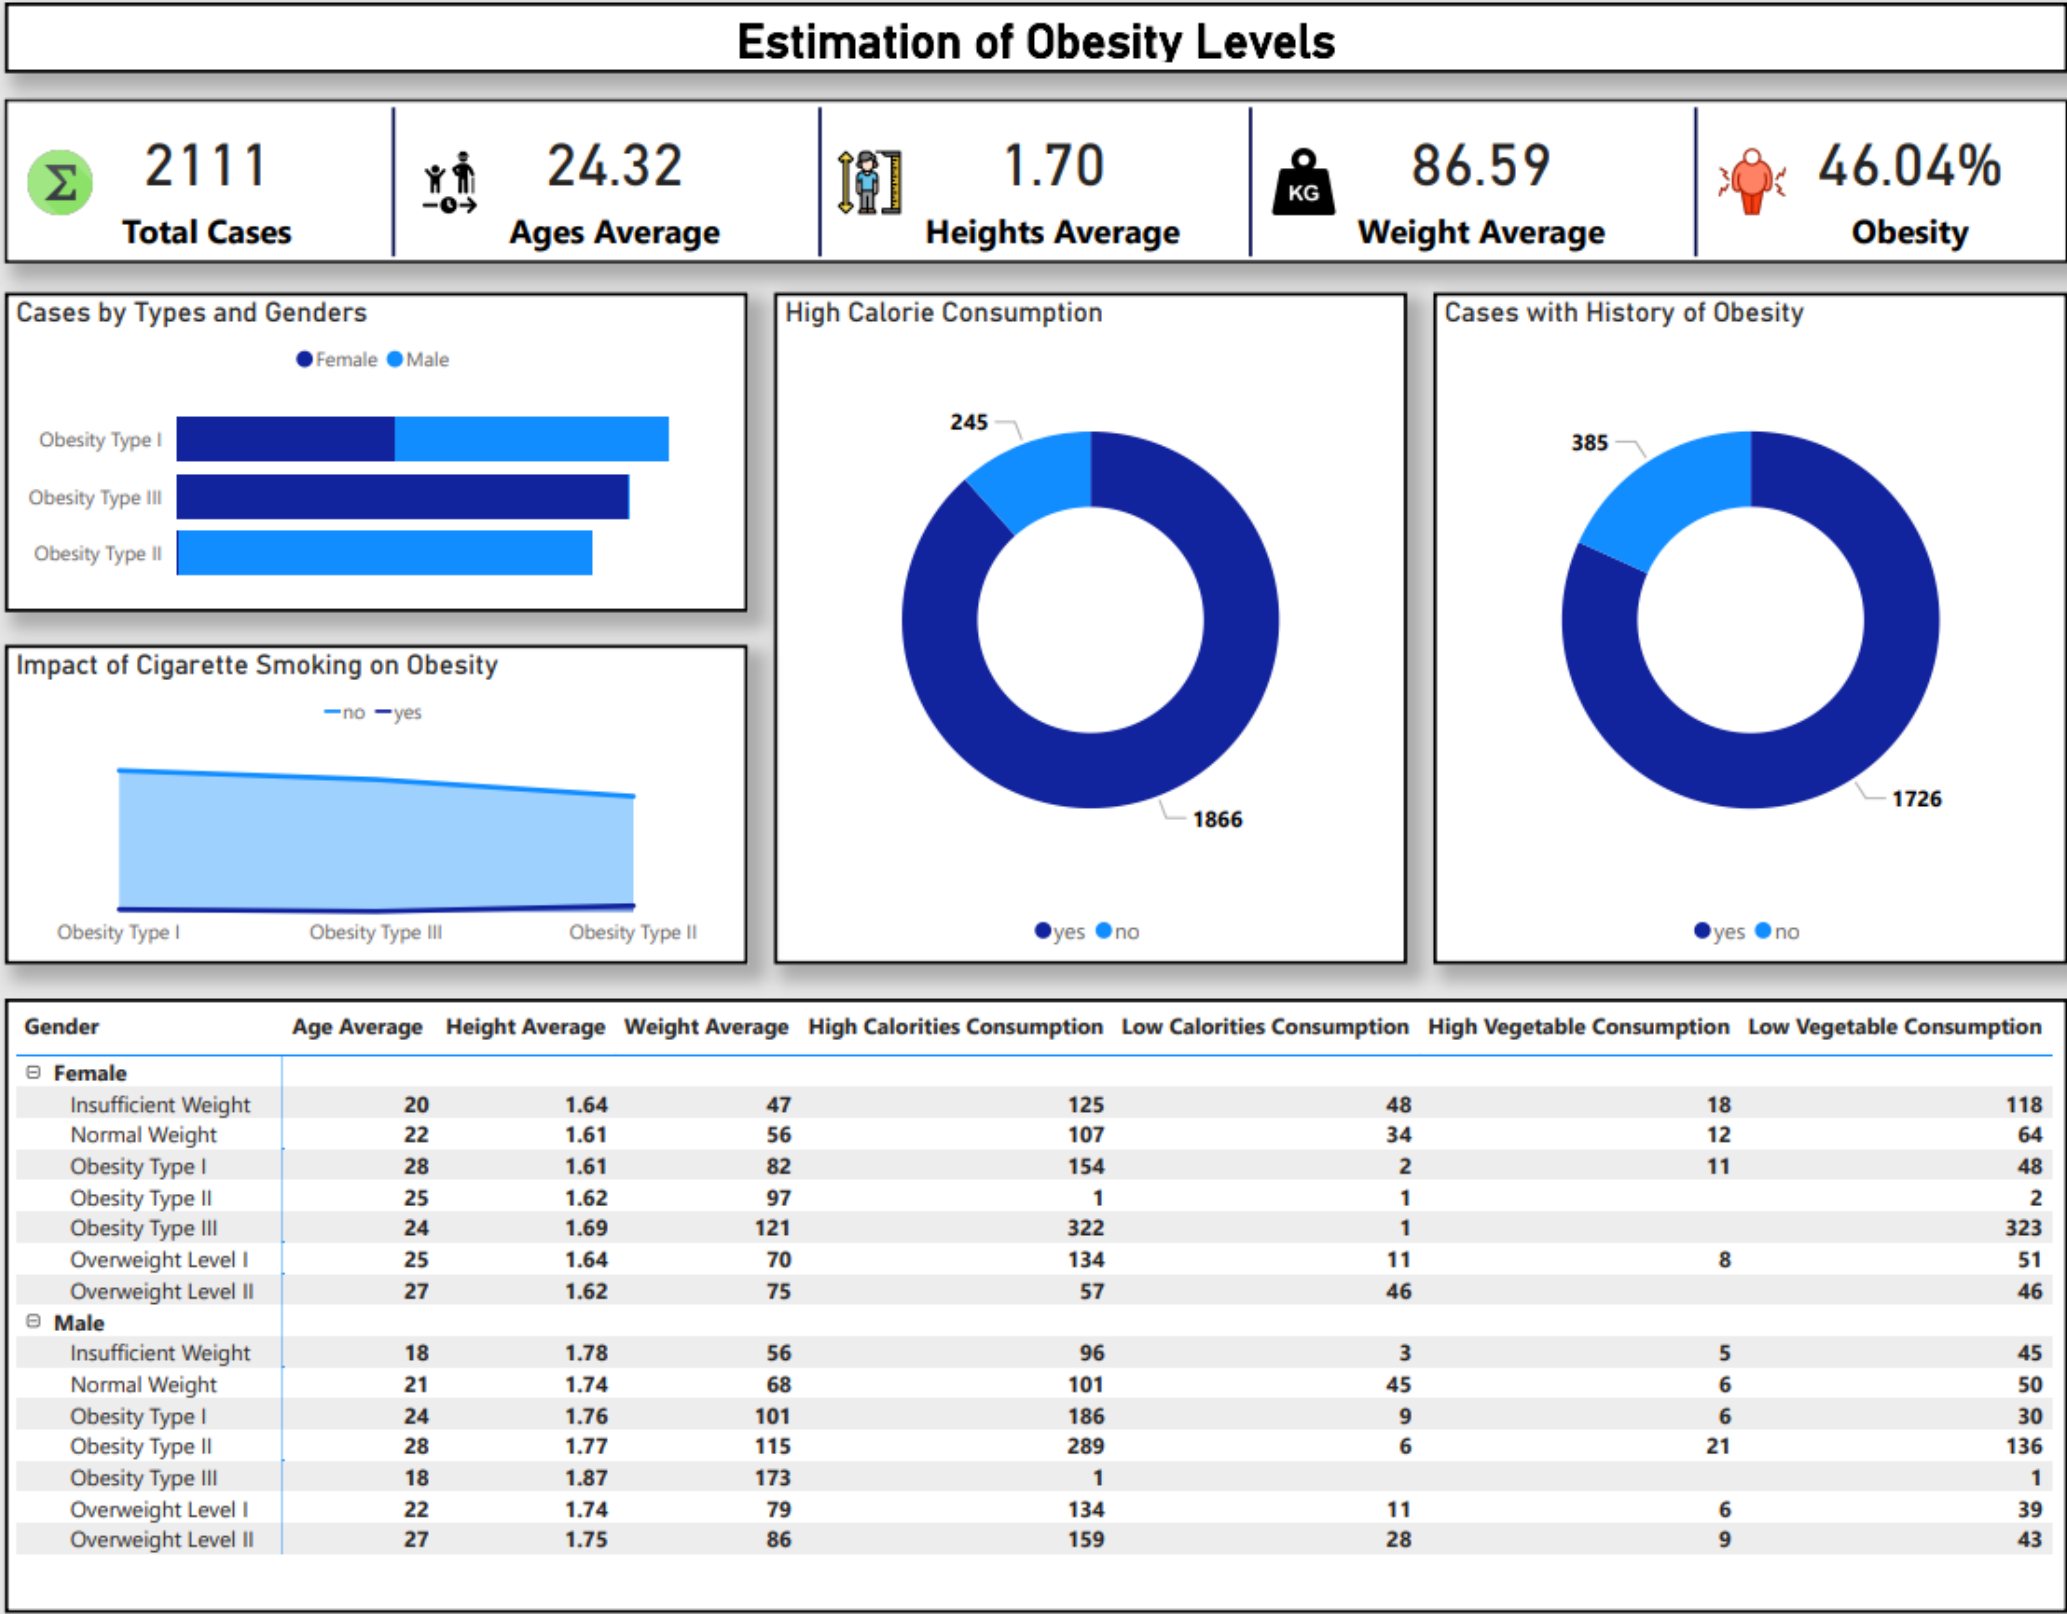 Estimation of Obesity Levels
Σ
2111
Total Cases
24.32
Ages Average
1.70
Heights Average
KG
86.59
Weight Average
46.04%
Obesity
Cases by Types and Genders
Female Male
Obesity Type I
Obesity Type III
Obesity Type II
Impact of Cigarette Smoking on Obesity
no yes
Obesity Type I Obesity Type III Obesity Type II
High Calorie Consumption
245
1866
yes no
Cases with History of Obesity
385
1726
yes no
Gender Age Average Height Average Weight Average High Calorities Consumption Low Calorities Consumption High Vegetable Consumption Low Vegetable Consumption
Female
Insufficient Weight 20 1.64 47 125 48 18 118
Normal Weight 22 1.61 56 107 34 12 64
Obesity Type I 28 1.61 82 154 2 11 48
Obesity Type II 25 1.62 97 1 1 2
Obesity Type III 24 1.69 121 322 1 323
Overweight Level I 25 1.64 70 134 11 8 51
Overweight Level II 27 1.62 75 57 46 46
Male
Insufficient Weight 18 1.78 56 96 3 5 45
Normal Weight 21 1.74 68 101 45 6 50
Obesity Type I 24 1.76 101 186 9 6 30
Obesity Type II 28 1.77 115 289 6 21 136
Obesity Type III 18 1.87 173 1 1
Overweight Level I 22 1.74 79 134 11 6 39
Overweight Level II 27 1.75 86 159 28 9 43